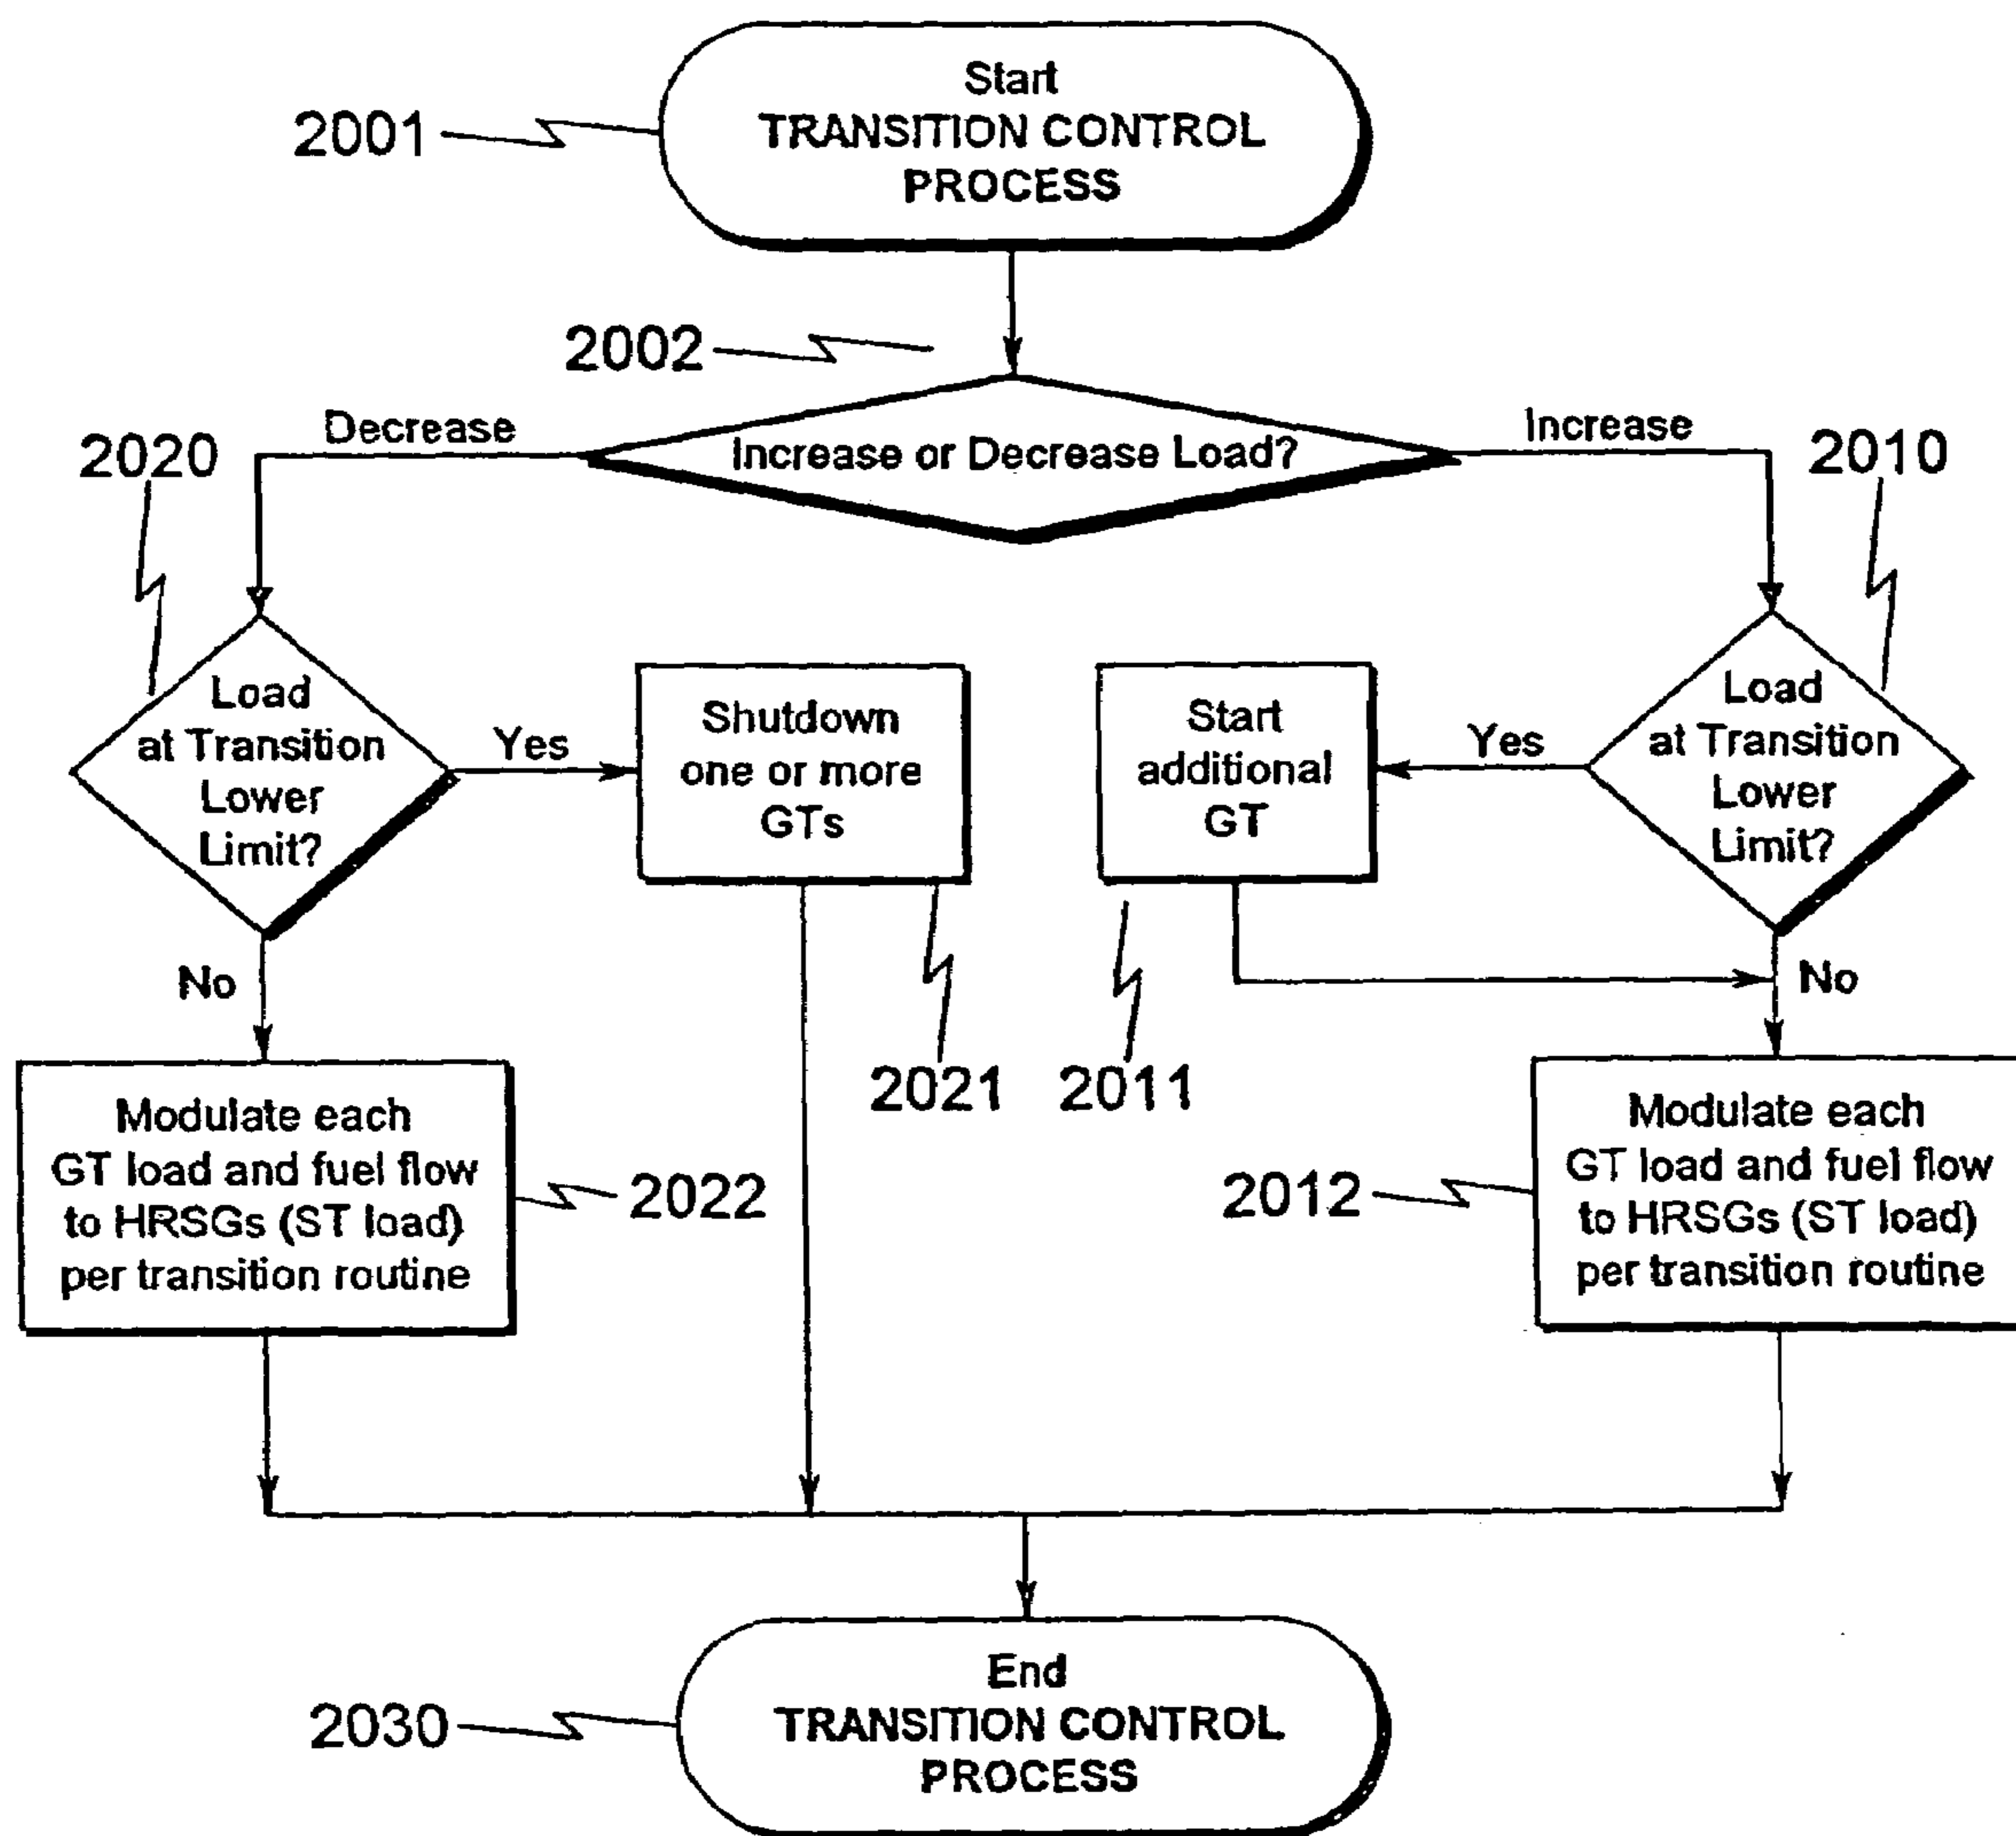 Start
TRANSITION CONTROL
PROCESS
2001
2002
Decrease
Increase or Decrease Load?
Increase
2020
2010
Load
at Transition
Lower
Limit?
Yes
Shutdown
one or more
GTs
Start
additional
GT
Yes
Load
at Transition
Lower
Limit?
No
No
2021
2011
Modulate each
GT load and fuel flow
to HRSGs (ST load)
per transition routine
2022
2012
Modulate each
GT load and fuel flow
to HRSGs (ST load)
per transition routine
End
TRANSITION CONTROL
PROCESS
2030